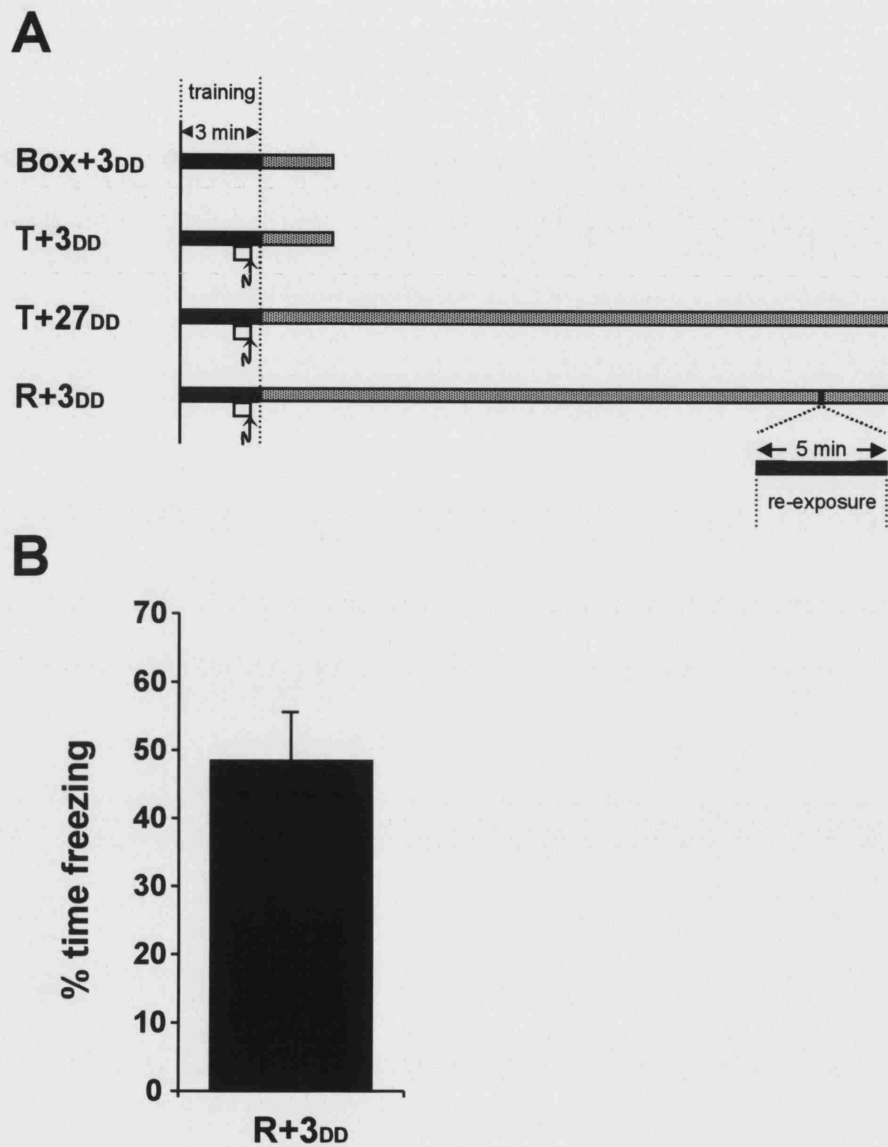 A
training
3 min
Box+3DD
T+3DD
T+27DD
R+3DD
5 min
re-exposure
B
70
60
50
40
30
20
10
0
% time freezing
R+3DD